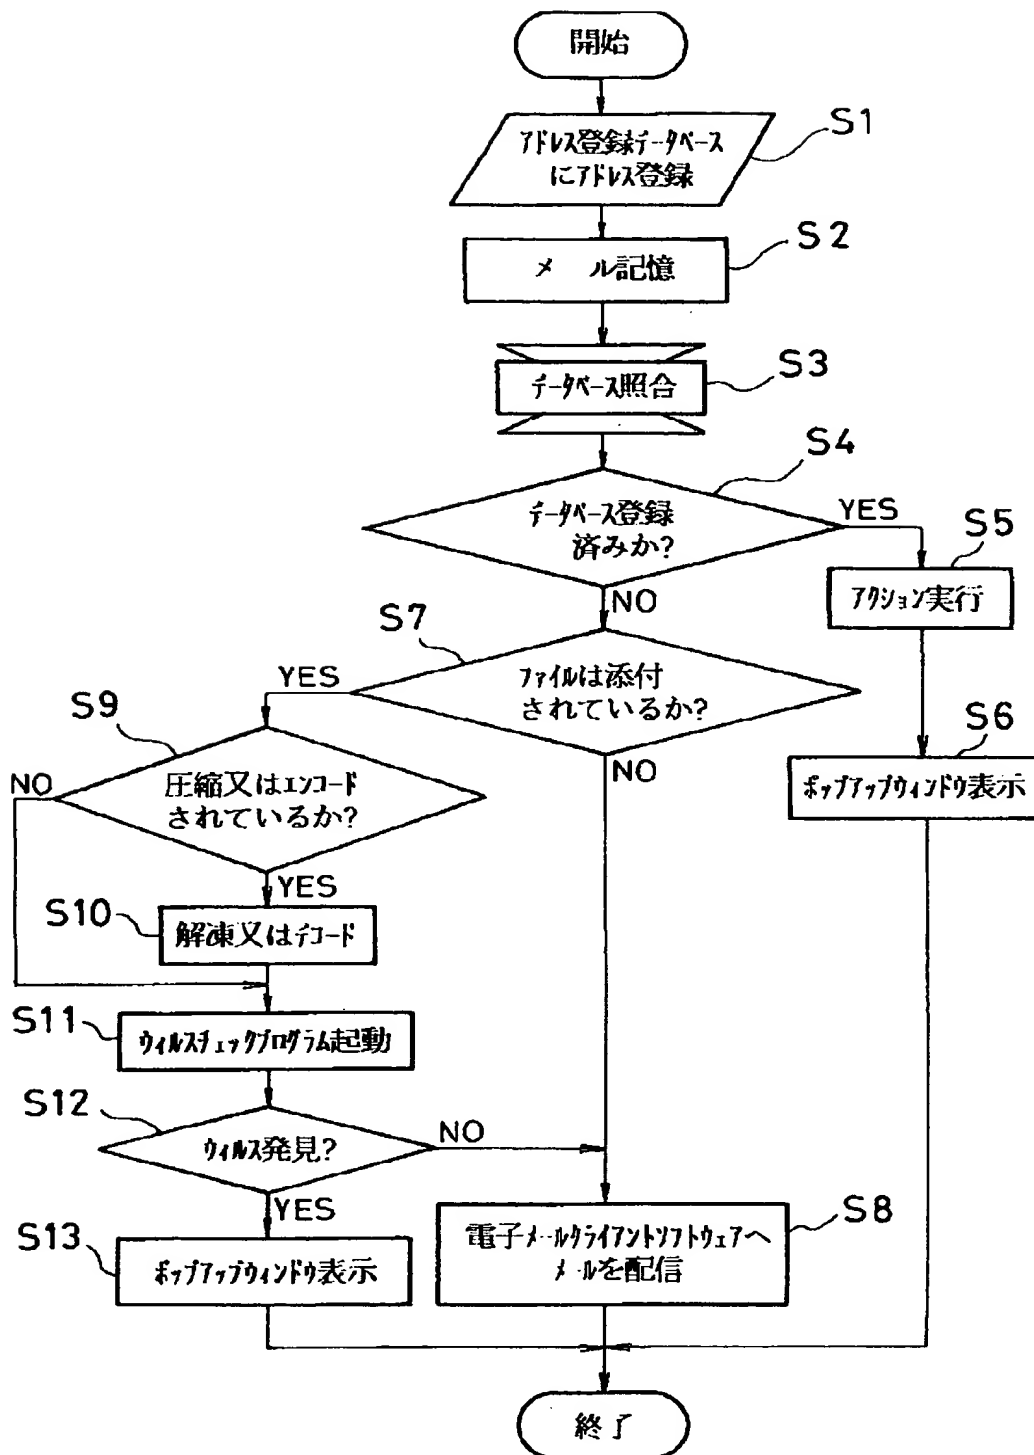 開始
アドレス登録データベース
にアドレス登録
S1
メール記憶
S2
データベース照合
S3
S4
データベース登録
済みか?
YES
S5
アクション実行
NO
S7
ファイルは添付
されているか?
YES
S9
S6
NO
ポップアップウィンドウ表示
圧縮又はエンコード
されているか?
NO
YES
S10
解凍又はデコード
S11
ウィルスチェックプログラム起動
S12
ウィルス発見?
NO
YES
S13
ポップアップウィンドウ表示
電子メールクライアントソフトウェアへ
メールを配信
S8
終了